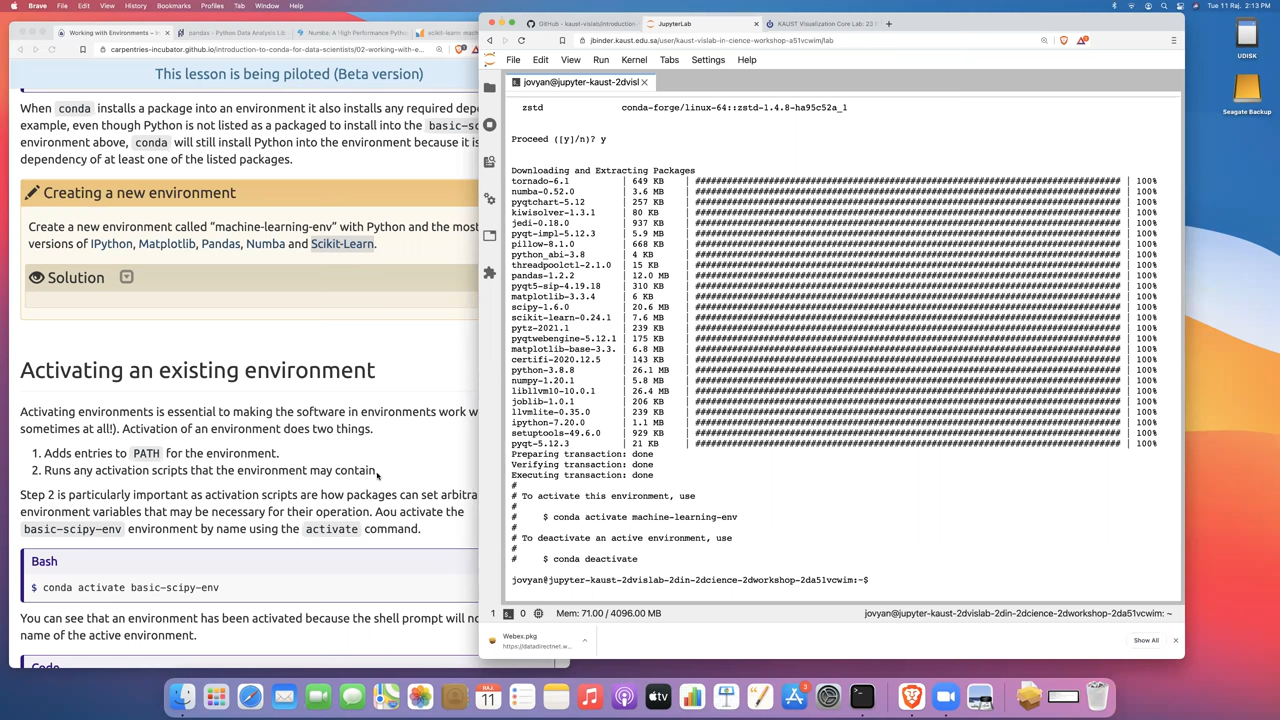 Brave File Edit View History Bookmarks Profiles Tab Window Help
Tue 11 Raj. 2:13 PM
Working with Environments –
pandas - Python Data Analysis Lib
Numba: A High Performance Pyth
scikit-learn: mac
carpentries-incubator.github.io/introduction-to-conda-for-data-scientists/02-working-with-e...
This lesson is being piloted (Beta version)
When conda installs a package into an environment it also installs any required dep
example, even though Python is not listed as a packaged to install into the basic-sc
environment above, conda will still install Python into the environment because it is
dependency of at least one of the listed packages.
Creating a new environment
Create a new environment called “machine-learning-env” with Python and the most
versions of IPython, Matplotlib, Pandas, Numba and Scikit-Learn.
Solution
Activating an existing environment
Activating environments is essential to making the software in environments work w
sometimes at all!). Activation of an environment does two things.
1. Adds entries to PATH for the environment.
2. Runs any activation scripts that the environment may contain.
Step 2 is particularly important as activation scripts are how packages can set arbitra
environment variables that may be necessary for their operation. Aou activate the
basic-scipy-env environment by name using the activate command.
Bash
$ conda activate basic-scipy-env
You can see that an environment has been activated because the shell prompt will no
name of the active environment.
Code
GitHub - kaust-vislab/introduction-
JupyterLab
KAUST Visualization Core Lab: 23
jbinder.kaust.edu.sa/user/kaust-vislab-in-cience-workshop-a51vcwim/lab
File Edit View Run Kernel Tabs Settings Help
jovyan@jupyter-kaust-2dvisl
zstd conda-forge/linux-64::zstd-1.4.8-ha95c52a_1
Proceed ([y]/n)? y
Downloading and Extracting Packages
tornado-6.1 | 649 KB | ################################################################################ | 100%
numba-0.52.0 | 3.6 MB | ################################################################################ | 100%
pyqtchart-5.12 | 257 KB | ################################################################################ | 100%
kiwisolver-1.3.1 | 80 KB | ################################################################################ | 100%
jedi-0.18.0 | 937 KB | ################################################################################ | 100%
pyqt-impl-5.12.3 | 5.9 MB | ################################################################################ | 100%
pillow-8.1.0 | 668 KB | ################################################################################ | 100%
python_abi-3.8 | 4 KB | ################################################################################ | 100%
threadpoolctl-2.1.0 | 15 KB | ################################################################################ | 100%
pandas-1.2.2 | 12.0 MB | ################################################################################ | 100%
pyqt5-sip-4.19.18 | 310 KB | ################################################################################ | 100%
matplotlib-3.3.4 | 6 KB | ################################################################################ | 100%
scipy-1.6.0 | 20.6 MB | ################################################################################ | 100%
scikit-learn-0.24.1 | 7.6 MB | ################################################################################ | 100%
pytz-2021.1 | 239 KB | ################################################################################ | 100%
pyqtwebengine-5.12.1 | 175 KB | ################################################################################ | 100%
matplotlib-base-3.3. | 6.8 MB | ################################################################################ | 100%
certifi-2020.12.5 | 143 KB | ################################################################################ | 100%
python-3.8.8 | 26.1 MB | ################################################################################ | 100%
numpy-1.20.1 | 5.8 MB | ################################################################################ | 100%
libllvm10-10.0.1 | 26.4 MB | ################################################################################ | 100%
joblib-1.0.1 | 206 KB | ################################################################################ | 100%
llvmlite-0.35.0 | 239 KB | ################################################################################ | 100%
ipython-7.20.0 | 1.1 MB | ################################################################################ | 100%
setuptools-49.6.0 | 929 KB | ################################################################################ | 100%
pyqt-5.12.3 | 21 KB | ################################################################################ | 100%
Preparing transaction: done
Verifying transaction: done
Executing transaction: done
#
# To activate this environment, use
#
# $ conda activate machine-learning-env
#
# To deactivate an active environment, use
#
# $ conda deactivate
jovyan@jupyter-kaust-2dvislab-2din-2dcience-2dworkshop-2da51vcwim:~$
1 0 Mem: 71.00 / 4096.00 MB
jovyan@jupyter-kaust-2dvislab-2din-2dcience-2dworkshop-2da51vcwim: ~
Webex.pkg
https://datadirectnet.w...
Show All
UDISK
Seagate Backup
RAJ.
11
3
tv